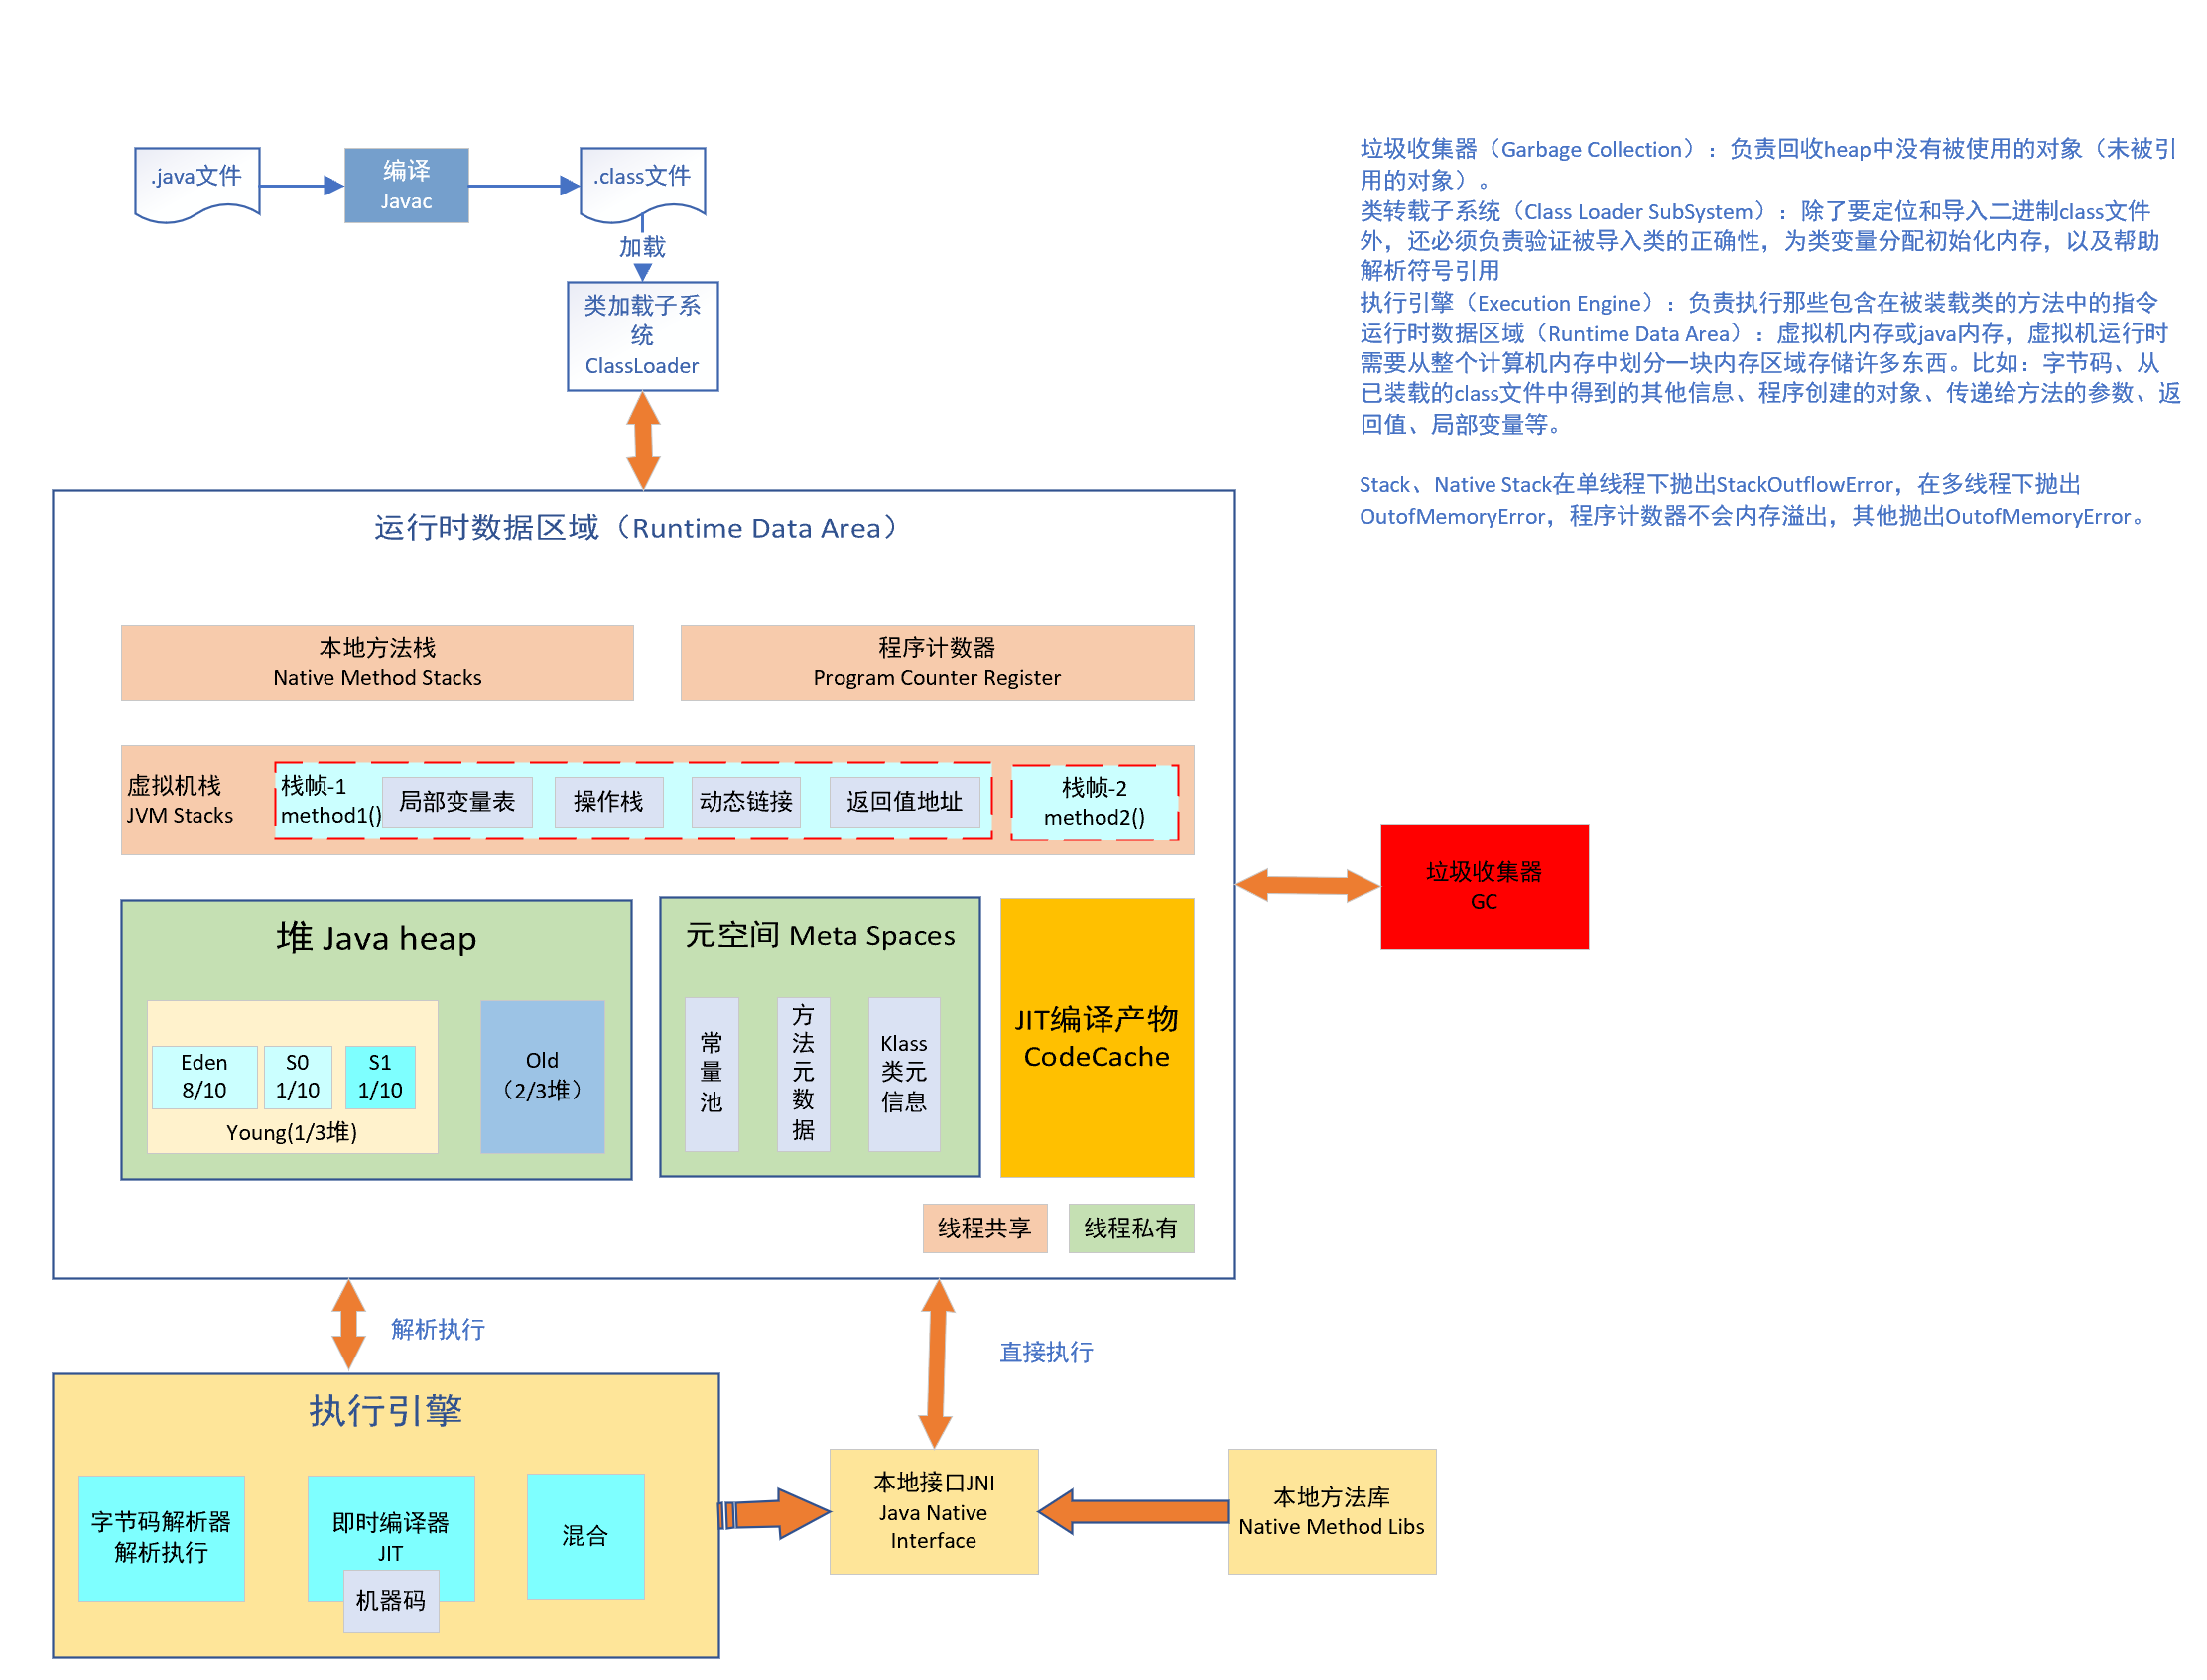 .java文件
编译
Javac
.class文件
加载
类加载子系
统
ClassLoader
垃圾收集器（Garbage Collection）：负责回收heap中没有被使用的对象（未被引
用的对象）。
类转载子系统（Class Loader SubSystem）：除了要定位和导入二进制class文件
外，还必须负责验证被导入类的正确性，为类变量分配初始化内存，以及帮助
解析符号引用
执行引擎（Execution Engine）：负责执行那些包含在被装载类的方法中的指令
运行时数据区域（Runtime Data Area）：虚拟机内存或java内存，虚拟机运行时
需要从整个计算机内存中划分一块内存区域存储许多东西。比如：字节码、从
已装载的class文件中得到的其他信息、程序创建的对象、传递给方法的参数、返
回值、局部变量等。
Stack、Native Stack在单线程下抛出StackOutflowError，在多线程下抛出
OutofMemoryError，程序计数器不会内存溢出，其他抛出OutofMemoryError。
运行时数据区域（Runtime Data Area）
本地方法栈
Native Method Stacks
程序计数器
Program Counter Register
虚拟机栈
JVM Stacks
栈帧-1
method1()
局部变量表
操作栈
动态链接
返回值地址
栈帧-2
method2()
垃圾收集器
GC
堆 Java heap
Eden
8/10
S0
1/10
S1
1/10
Young(1/3堆)
Old
（2/3堆）
元空间 Meta Spaces
常
量
池
方
法
元
数
据
Klass
类元
信息
JIT编译产物
CodeCache
线程共享
线程私有
解析执行
直接执行
执行引擎
字节码解析器
解析执行
即时编译器
JIT
机器码
混合
本地接口JNI
Java Native
Interface
本地方法库
Native Method Libs